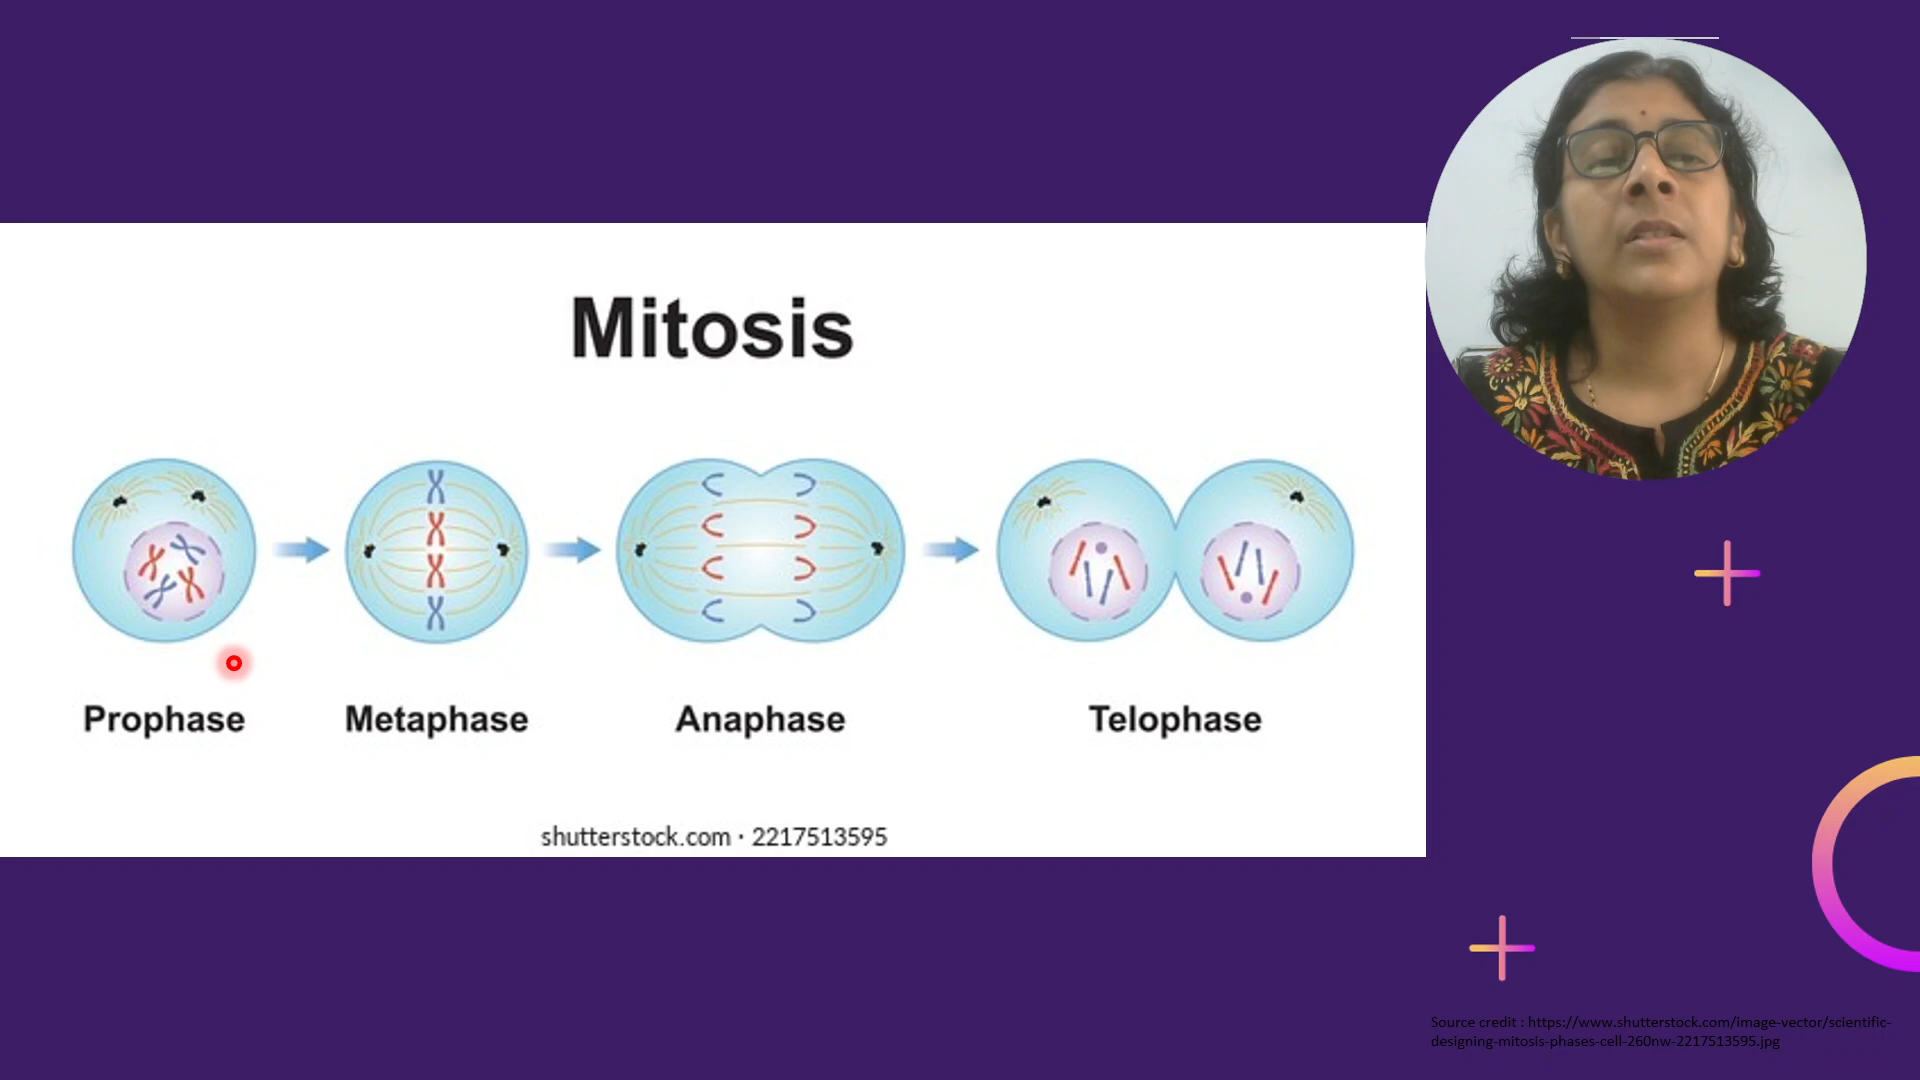 Mitosis
Prophase
Metaphase
Anaphase
Telophase
shutterstock.com · 2217513595
Source credit : https://www.shutterstock.com/image-vector/scientific-
designing-mitosis-phases-cell-260nw-2217513595.jpg